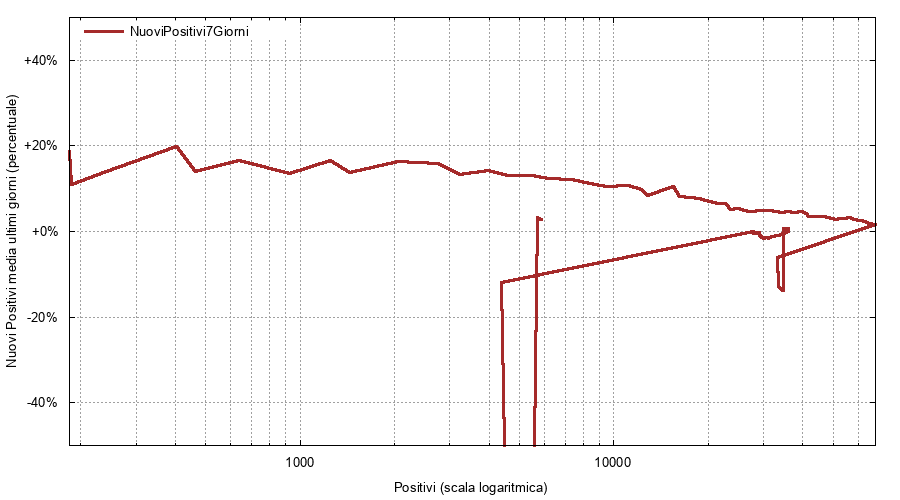 NuoviPositivi7Giorni
+40%
+20%
+0%
-20%
-40%
Nuovi Positivi media ultimi giorni (percentuale)
1000
10000
Positivi (scala logaritmica)